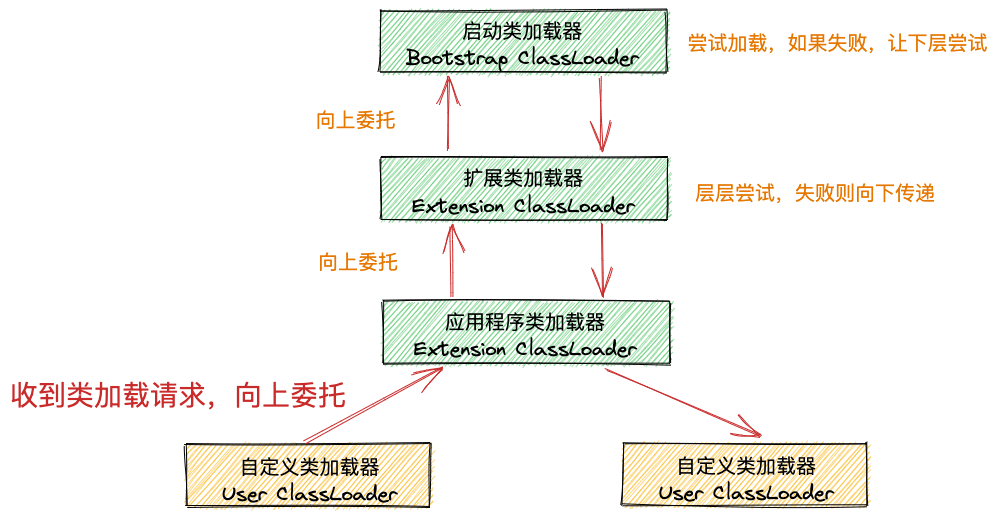 启动类加载器
Bootstrap ClassLoader
尝试加载，如果失败，让下层尝试
向上委托
扩展类加载器
Extension ClassLoader
层层尝试，失败则向下传递
向上委托
应用程序类加载器
Extension ClassLoader
收到类加载请求，向上委托
自定义类加载器
User ClassLoader
自定义类加载器
User ClassLoader